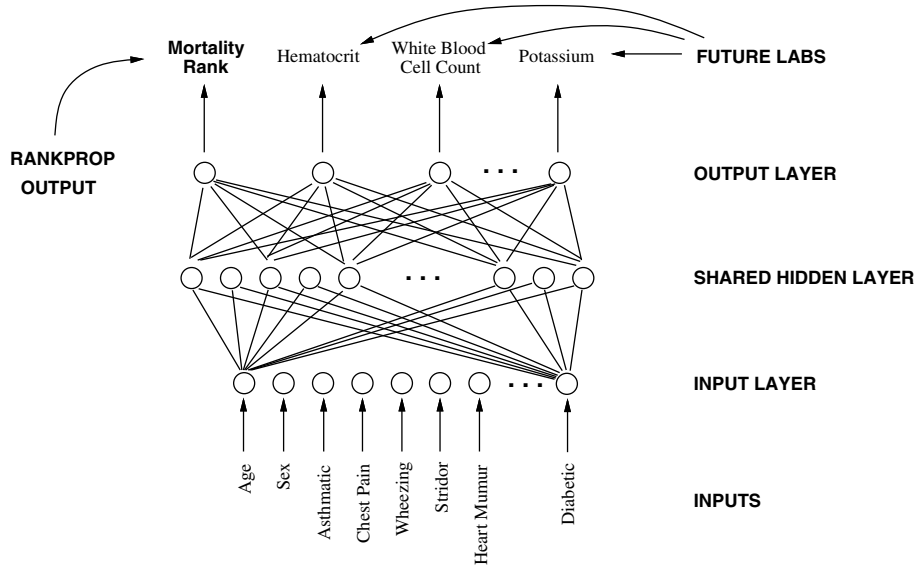 Mortality
Rank
Hematocrit
White Blood
Cell Count
Potassium
FUTURE LABS
RANKPROP
OUTPUT
. . .
OUTPUT LAYER
. . .
SHARED HIDDEN LAYER
. . .
INPUT LAYER
Age
Sex
Asthmatic
Chest Pain
Wheezing
Stridor
Heart Mumur
Diabetic
INPUTS